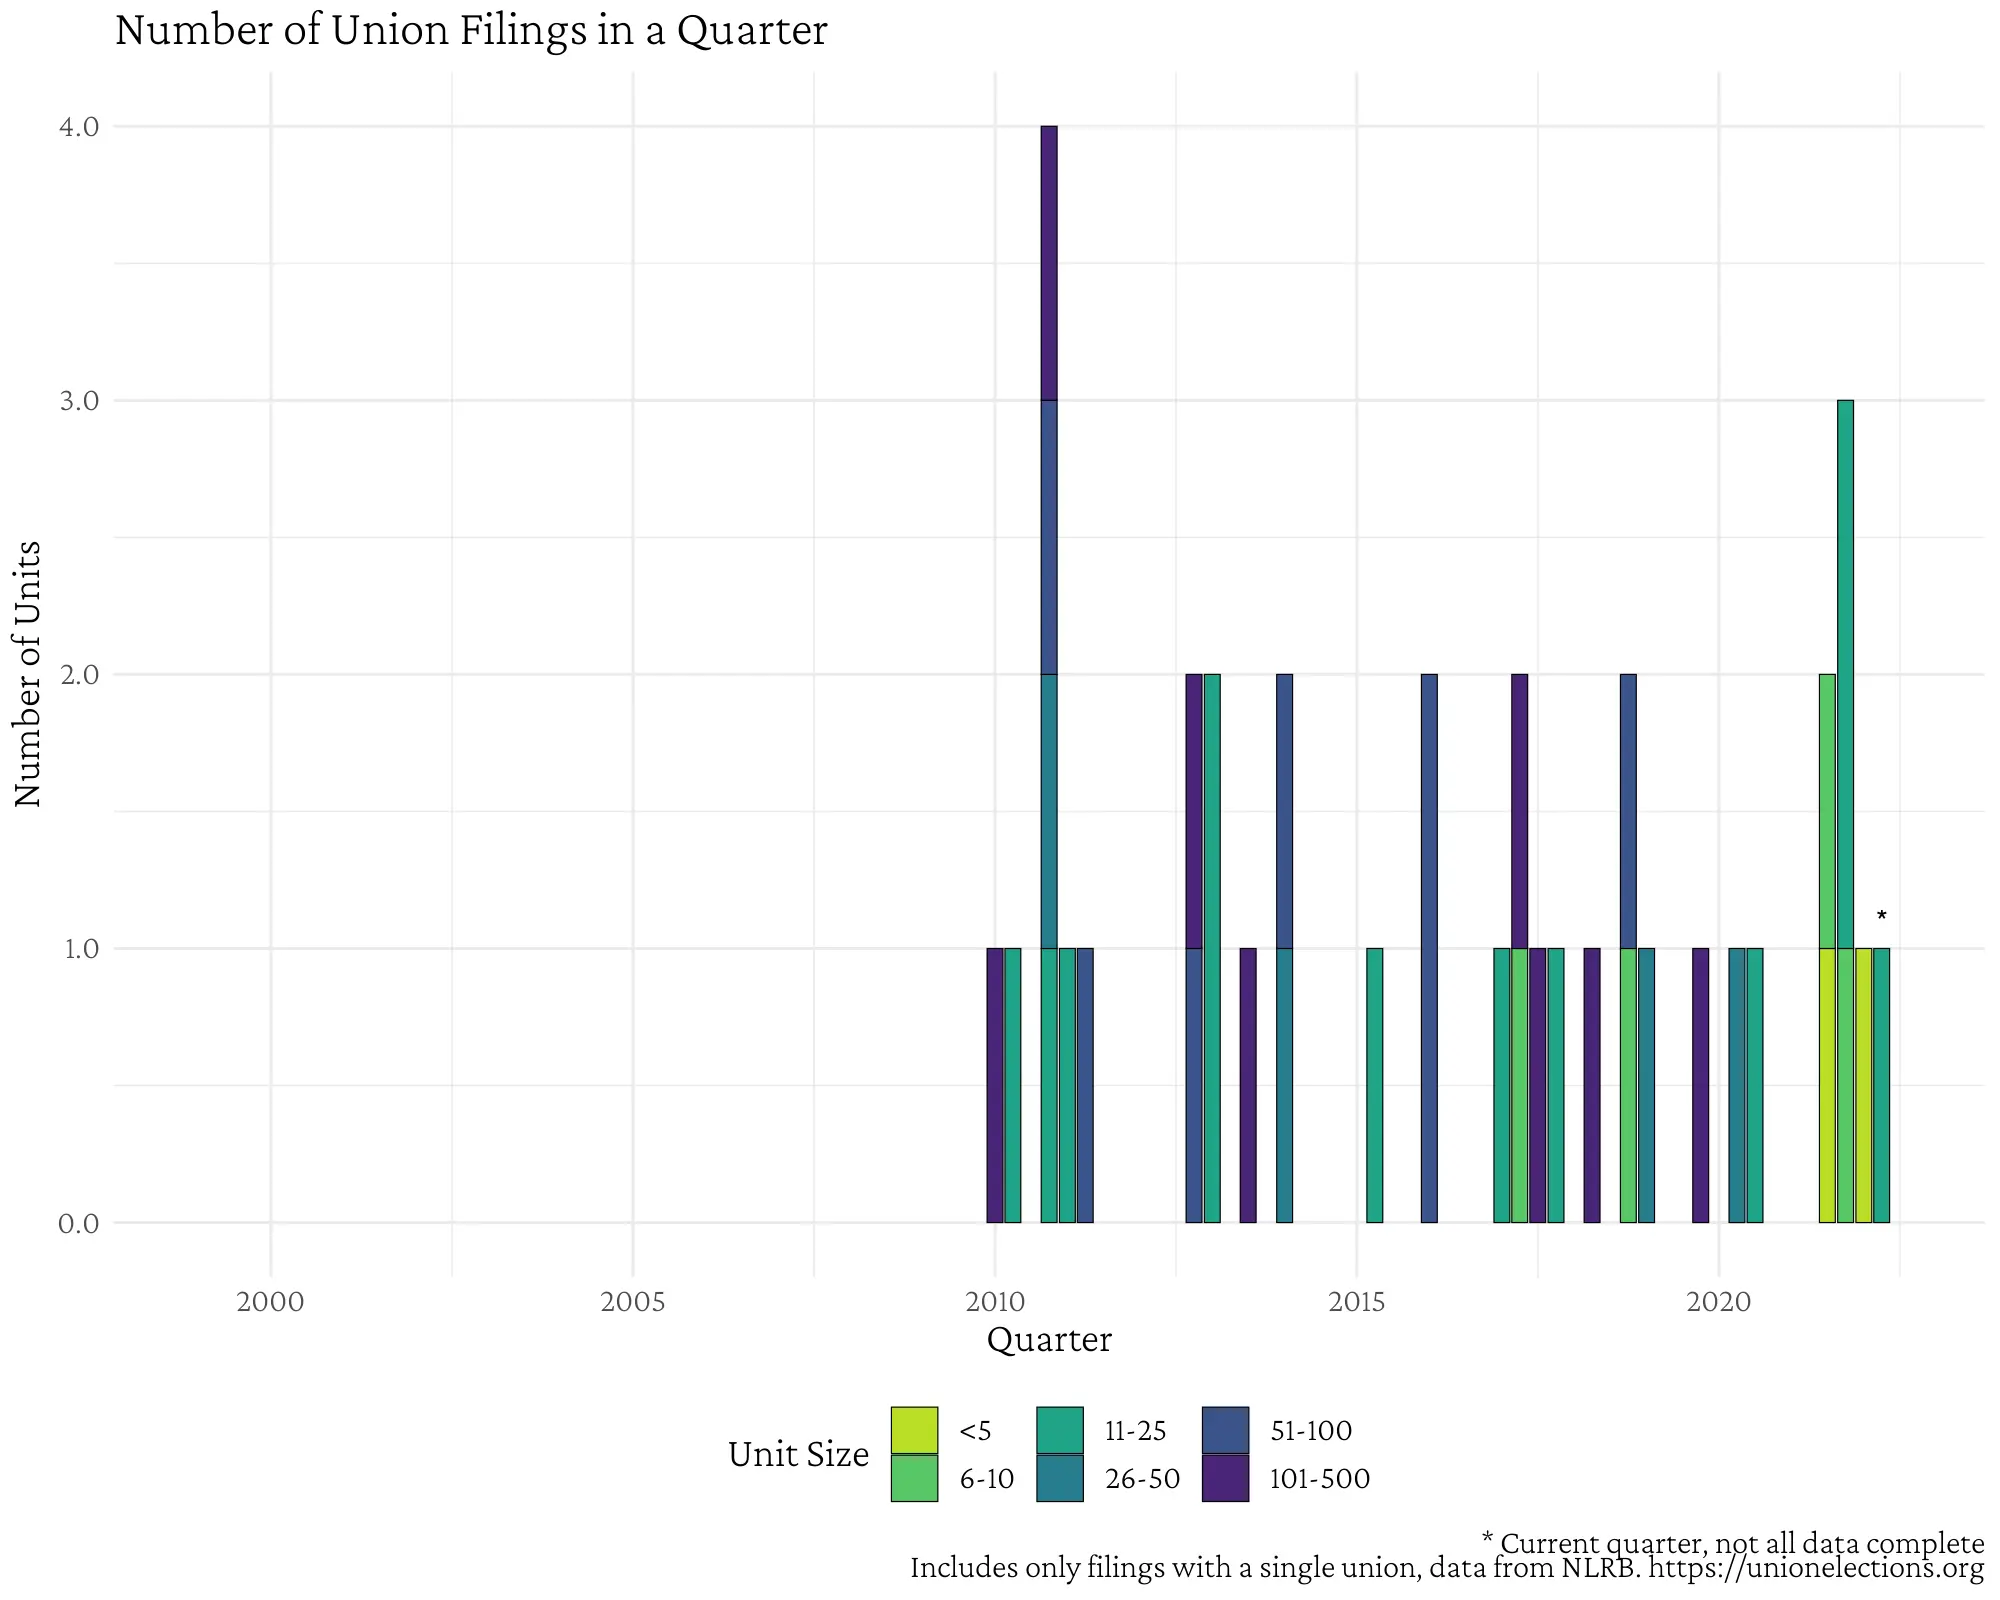 Number of Union Filings in a Quarter
4.0
3.0
2.0
1.0
0.0
Number of Units
*
2000 2005 2010 2015 2020
Quarter
Unit Size
<5 11-25 51-100
6-10 26-50 101-500
* Current quarter, not all data complete
Includes only filings with a single union, data from NLRB. https://unionelections.org